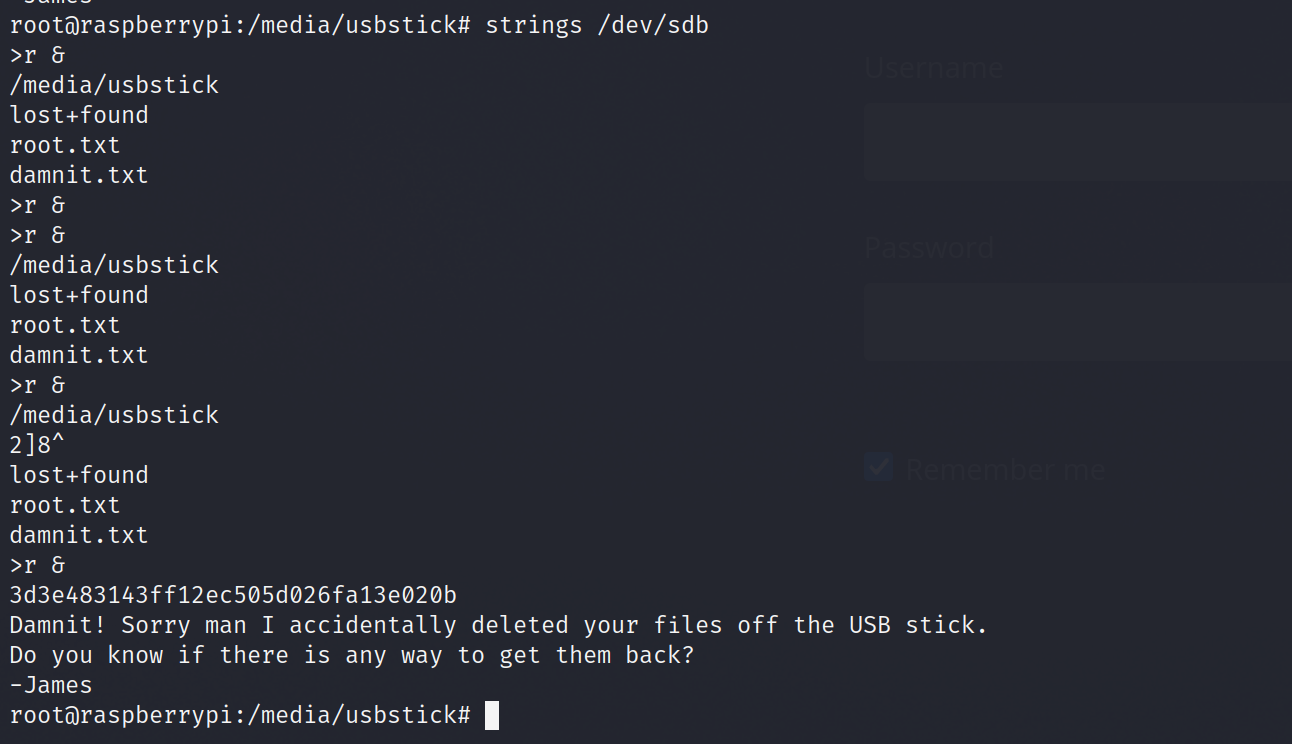 -James
root@raspberrypi:/media/usbstick# strings /dev/sdb
>r &
/media/usbstick
lost+found
root.txt
damnit.txt
>r &
>r &
/media/usbstick
lost+found
root.txt
damnit.txt
>r &
/media/usbstick
2]8^
lost+found
root.txt
damnit.txt
>r &
3d3e483143ff12ec505d026fa13e020b
Damnit! Sorry man I accidentally deleted your files off the USB stick.
Do you know if there is any way to get them back?
-James
root@raspberrypi:/media/usbstick#
Username
Password
Remember me